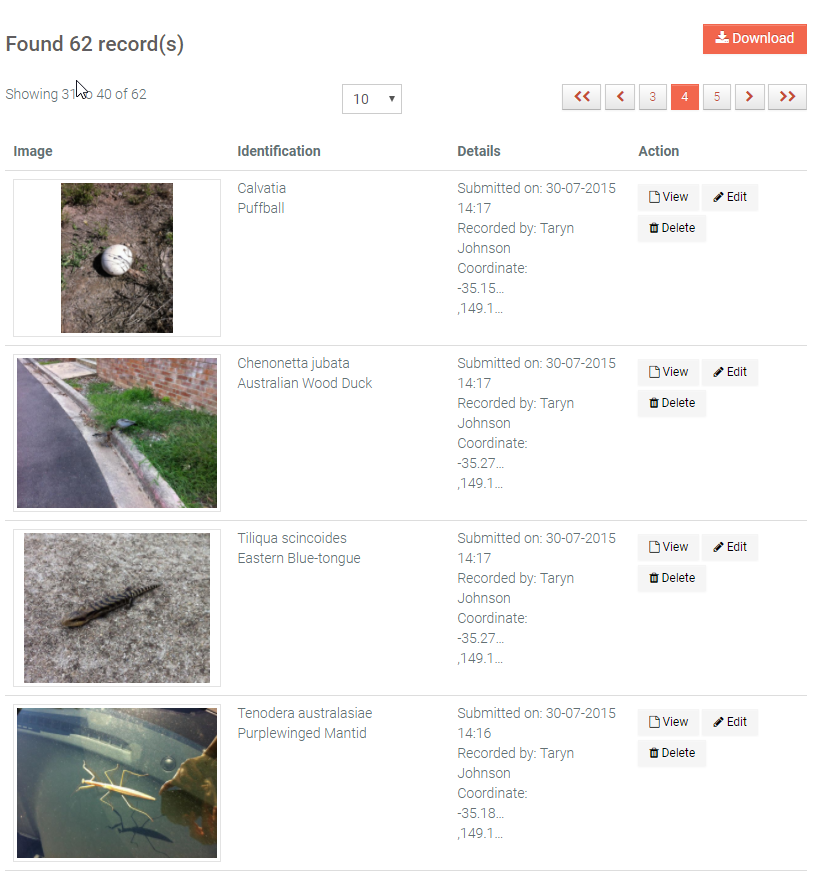 Found 62 record(s)
Download
Showing 31 to 40 of 62
10
3
4
5
Image Identification Details Action
Calvatia
Puffball
Submitted on: 30-07-2015
14:17
Recorded by: Taryn
Johnson
Coordinate:
-35.15...
,149.1...
View Edit
Delete
Chenonetta jubata
Australian Wood Duck
Submitted on: 30-07-2015
14:17
Recorded by: Taryn
Johnson
Coordinate:
-35.27...
,149.1...
View Edit
Delete
Tiliqua scincoides
Eastern Blue-tongue
Submitted on: 30-07-2015
14:17
Recorded by: Taryn
Johnson
Coordinate:
-35.27...
,149.1...
View Edit
Delete
Tenodera australasiae
Purplewinged Mantid
Submitted on: 30-07-2015
14:16
Recorded by: Taryn
Johnson
Coordinate:
-35.18...
,149.1...
View Edit
Delete